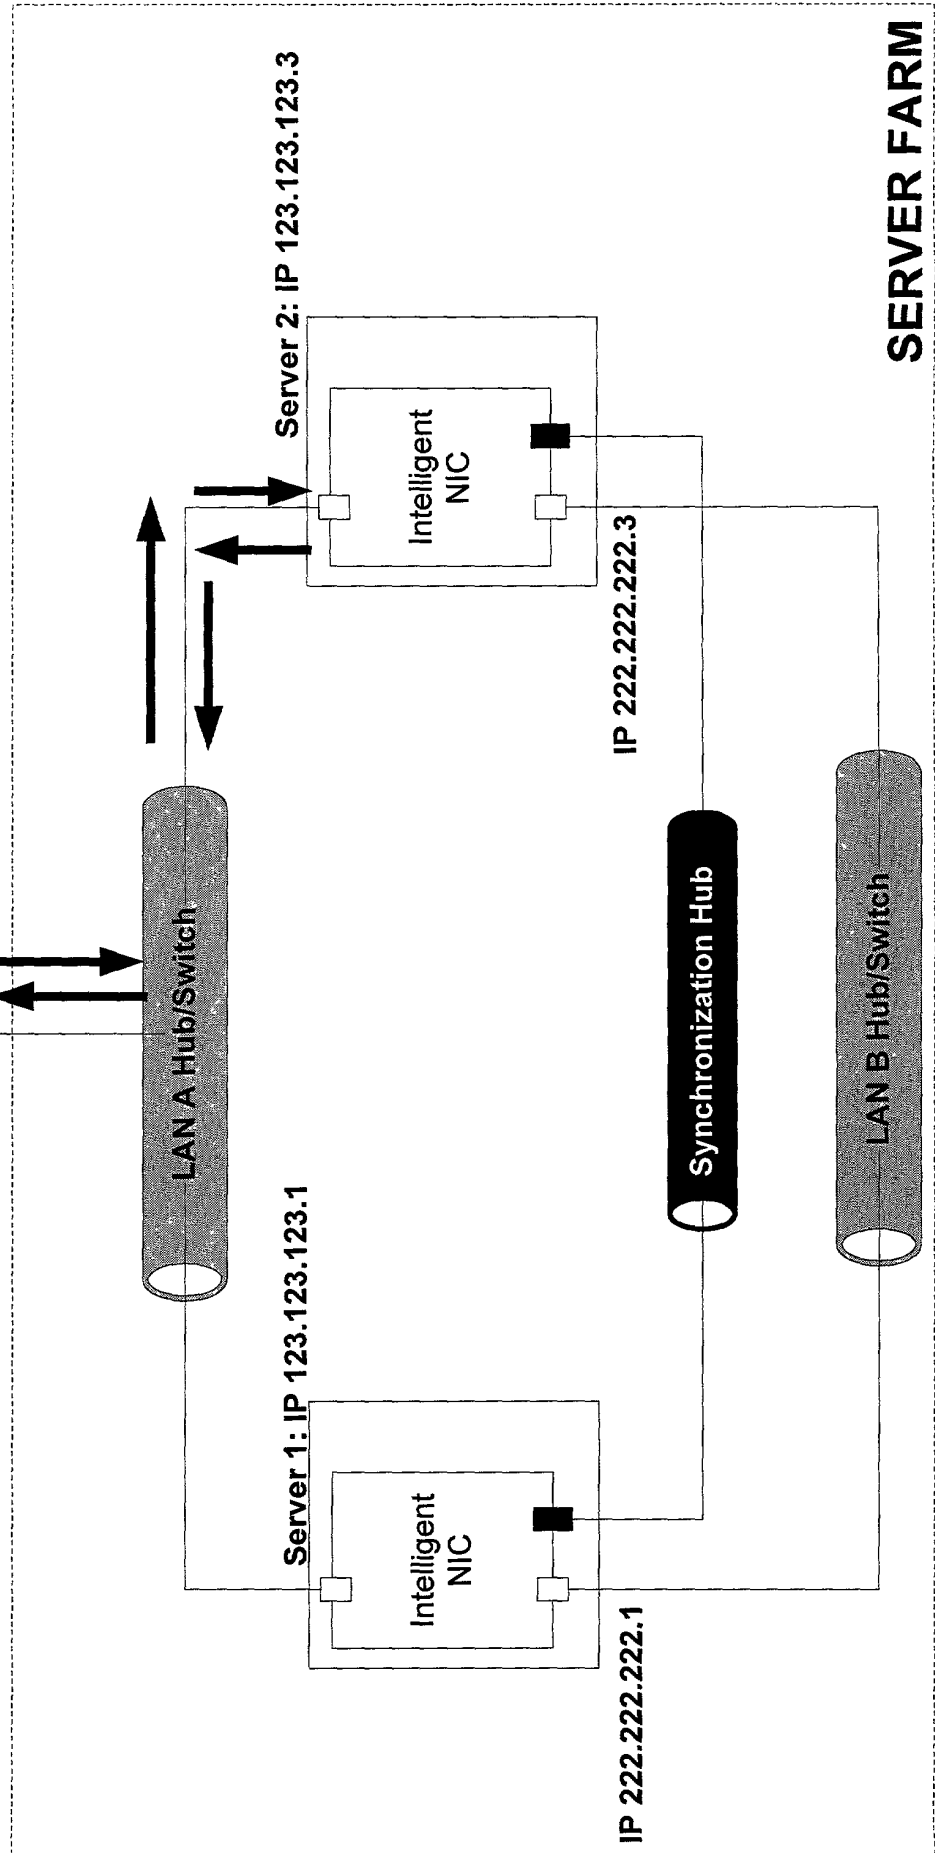 LAN A Hub/Switch
Server 1: IP 123.123.123.1
Server 2: IP 123.123.123.3
Intelligent
NIC
Intelligent
NIC
IP 222.222.222.1
IP 222.222.222.3
Synchronization Hub
LAN B Hub/Switch
SERVER FARM